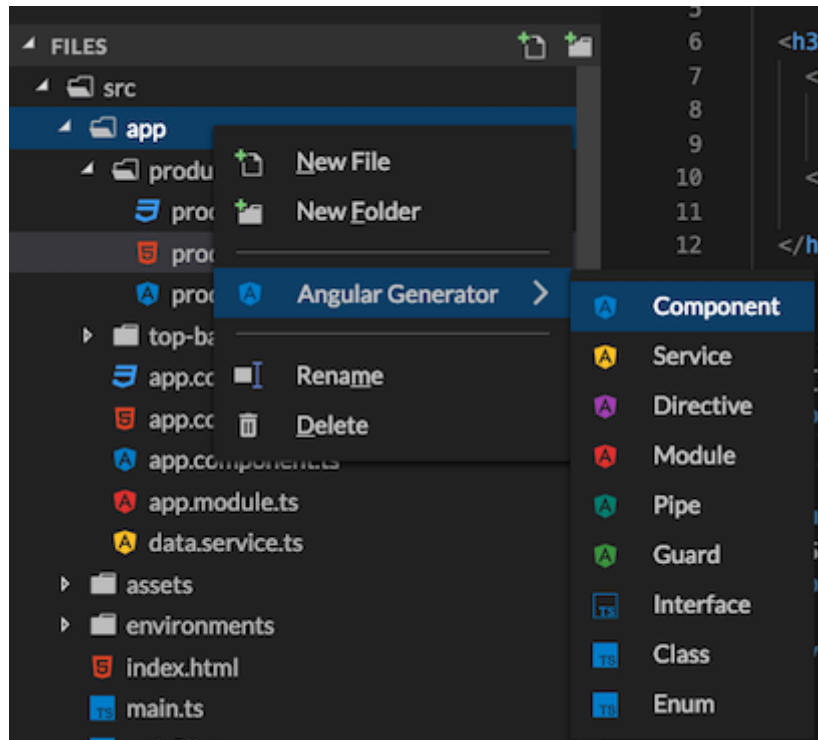 FILES
src
app
produ
proc
proc
proc
top-ba
app.cc
app.cc
app.component.ts
app.module.ts
data.service.ts
assets
environments
index.html
main.ts
New File
New Folder
Angular Generator
Rename
Delete
Component
Service
Directive
Module
Pipe
Guard
Interface
Class
Enum
6 <h3
7 <
8
9
10 <
11
12 </h